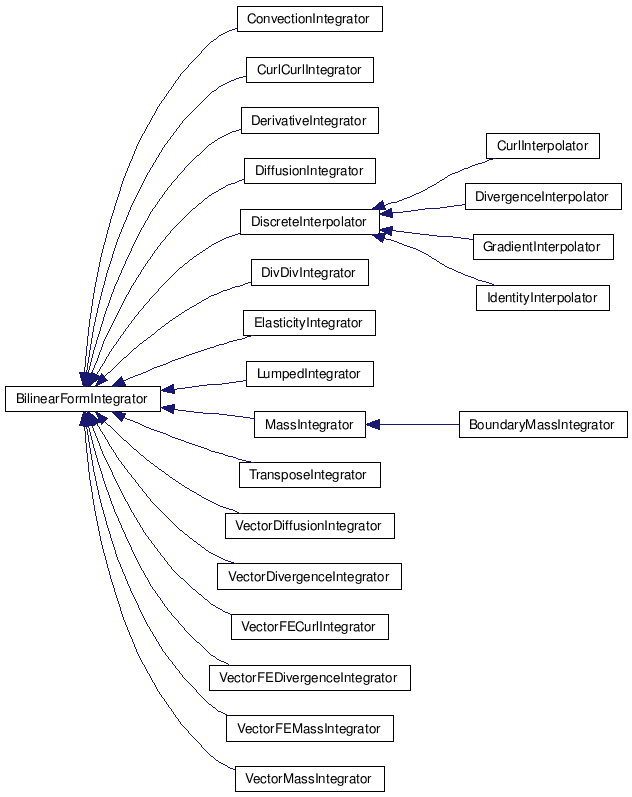 ConvectionIntegrator
CurlCurlIntegrator
DerivativeIntegrator
DiffusionIntegrator
DiscreteInterpolator
CurlInterpolator
DivergenceInterpolator
GradientInterpolator
IdentityInterpolator
DivDivIntegrator
ElasticityIntegrator
LumpedIntegrator
BilinearFormIntegrator
MassIntegrator
BoundaryMassIntegrator
TransposeIntegrator
VectorDiffusionIntegrator
VectorDivergenceIntegrator
VectorFECurlIntegrator
VectorFEDivergenceIntegrator
VectorFEMassIntegrator
VectorMassIntegrator